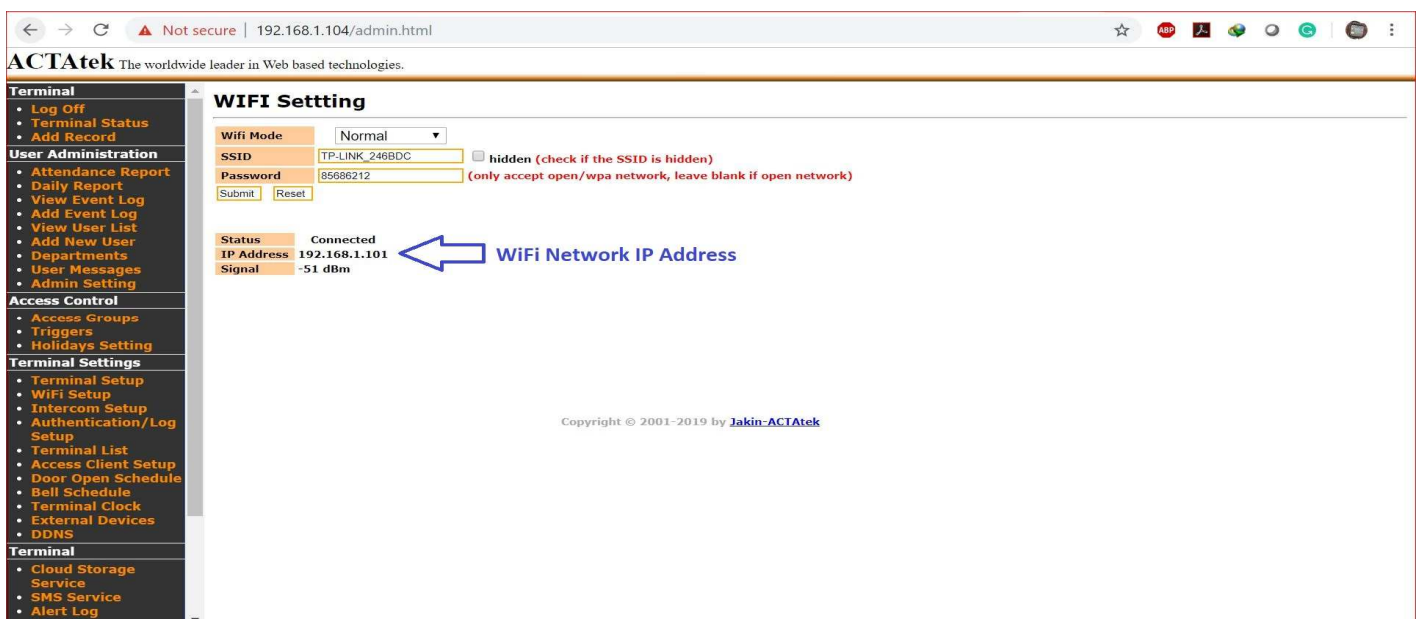 Not secure | 192.168.1.104/admin.html
ABP
G
ACTAtek The worldwide leader in Web based technologies.
Terminal
• Log Off
• Terminal Status
• Add Record
User Administration
• Attendance Report
• Daily Report
• View Event Log
• Add Event Log
• View User List
• Add New User
• Departments
• User Messages
• Admin Setting
Access Control
• Access Groups
• Triggers
• Holidays Setting
Terminal Settings
• Terminal Setup
• WiFi Setup
• Intercom Setup
• Authentication/Log
Setup
• Terminal List
• Access Client Setup
• Door Open Schedule
• Bell Schedule
• Terminal Clock
• External Devices
• DDNS
Terminal
• Cloud Storage
Service
• SMS Service
• Alert Log
WIFI Settting
Wifi Mode Normal
SSID TP-LINK_246BDC hidden (check if the SSID is hidden)
Password 85686212 (only accept open/wpa network, leave blank if open network)
Submit Reset
Status Connected
IP Address 192.168.1.101 WiFi Network IP Address
Signal -51 dBm
Copyright © 2001-2019 by Jakin-ACTAtek